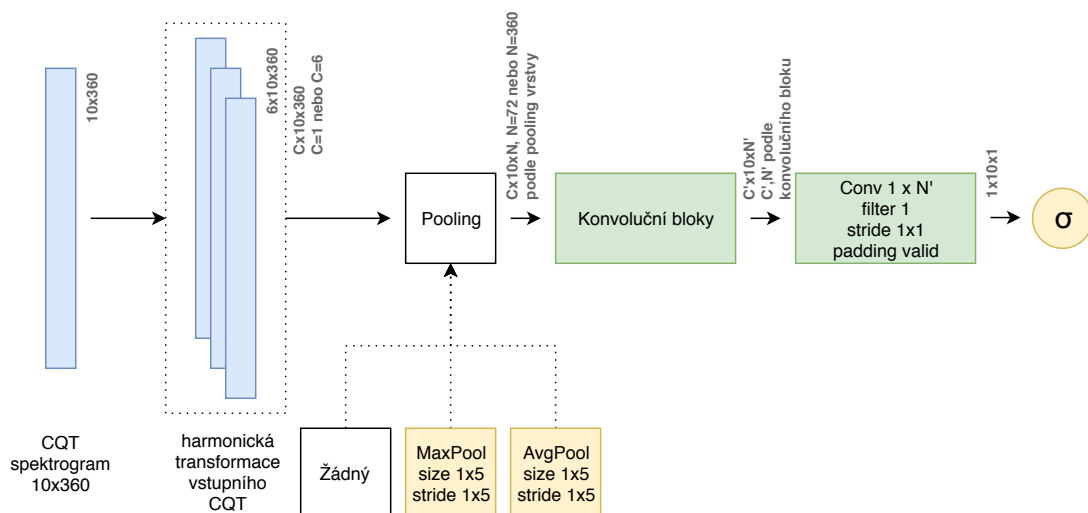 10x360
6x10x360
Cx10x360
C=1 nebo C=6
Cx10xN, N=72 nebo N=360
podle pooling vrstvy
C'x10xN'
C',N' podle
konvolučního bloku
1x10x1
Pooling
Konvoluční bloky
Conv 1 x N'
filter 1
stride 1x1
padding valid
σ
CQT
spektrogram
10x360
harmonická
transformace
vstupního
CQT
Žádný
MaxPool
size 1x5
stride 1x5
AvgPool
size 1x5
stride 1x5